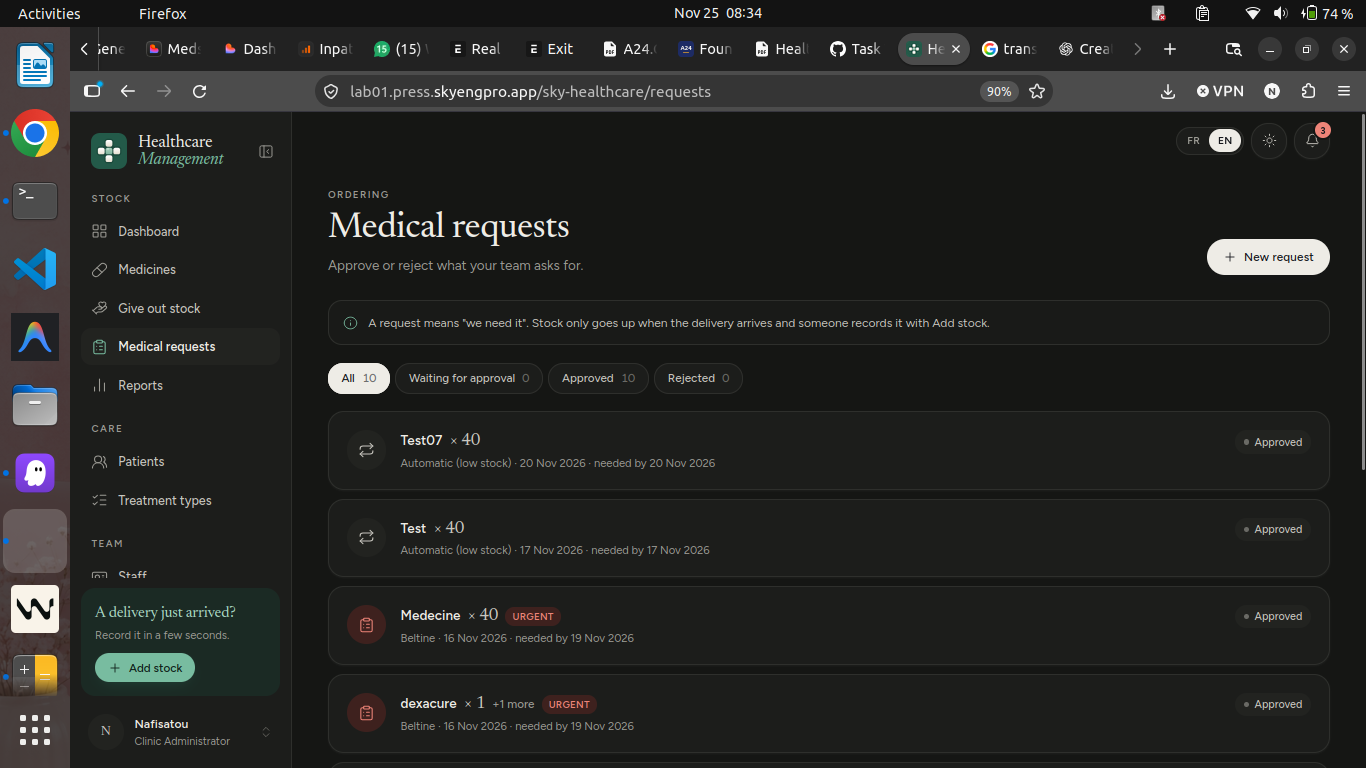 Activities
Firefox
Nov 25 08:34
74 %
Meds
Dash
Inpat
15
(15)
E
Real
E
Exit
A24.
A24
Foun
Heal
Task
He
trans
Crea
lab01.press.skyengpro.app/sky-healthcare/requests
90%
VPN
N
Healthcare
Management
FR
EN
3
STOCK
Dashboard
Medicines
Give out stock
Medical requests
Reports
CARE
Patients
Treatment types
TEAM
Staff
A delivery just arrived?
Record it in a few seconds.
+ Add stock
N
Nafisatou
Clinic Administrator
ORDERING
Medical requests
Approve or reject what your team asks for.
+ New request
A request means "we need it". Stock only goes up when the delivery arrives and someone records it with Add stock.
All 10
Waiting for approval 0
Approved 10
Rejected 0
Test07 × 40
Approved
Automatic (low stock) · 20 Nov 2026 · needed by 20 Nov 2026
Test × 40
Approved
Automatic (low stock) · 17 Nov 2026 · needed by 17 Nov 2026
Medecine × 40 URGENT
Approved
Beltine · 16 Nov 2026 · needed by 19 Nov 2026
dexacure × 1 +1 more URGENT
Approved
Beltine · 16 Nov 2026 · needed by 19 Nov 2026